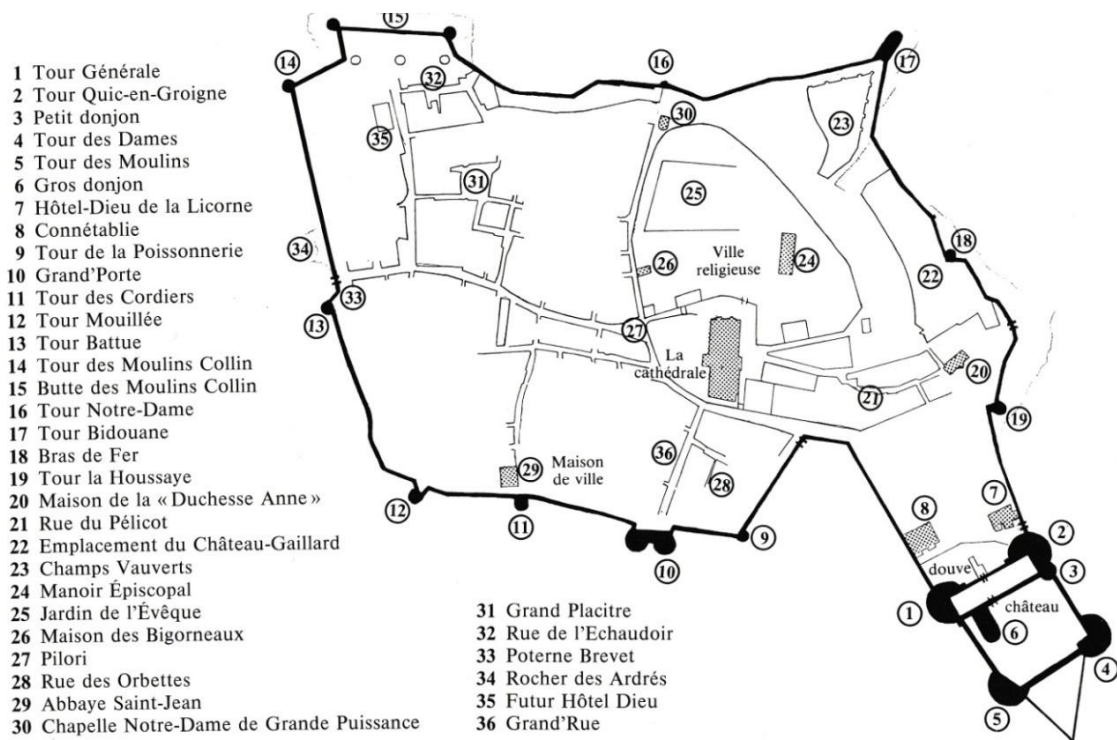 1 Tour Générale
2 Tour Quic-en-Groigne
3 Petit donjon
4 Tour des Dames
5 Tour des Moulins
6 Gros donjon
7 Hôtel-Dieu de la Licorne
8 Connétablie
9 Tour de la Poissonnerie
10 Grand'Porte
11 Tour des Cordiers
12 Tour Mouillée
13 Tour Battue
14 Tour des Moulins Collin
15 Butte des Moulins Collin
16 Tour Notre-Dame
17 Tour Bidouane
18 Bras de Fer
19 Tour la Houssaye
20 Maison de la « Duchesse Anne »
21 Rue du Pélicot
22 Emplacement du Château-Gaillard
23 Champs Vauverts
24 Manoir Épiscopal
25 Jardin de l'Évêque
26 Maison des Bigorneaux
27 Pilori
28 Rue des Orbettes
29 Abbaye Saint-Jean
30 Chapelle Notre-Dame de Grande Puissance
31 Grand Placitre
32 Rue de l'Echaudoir
33 Poterne Brevet
34 Rocher des Ardrés
35 Futur Hôtel Dieu
36 Grand'Rue
15
14
32
16
17
30
35
23
31
25
34
26
Ville
religieuse
24
18
22
33
13
27
La
cathédrale
20
21
19
36
29
Maison
de ville
28
12
11
9
10
8
7
2
douve
3
1
château
6
4
5